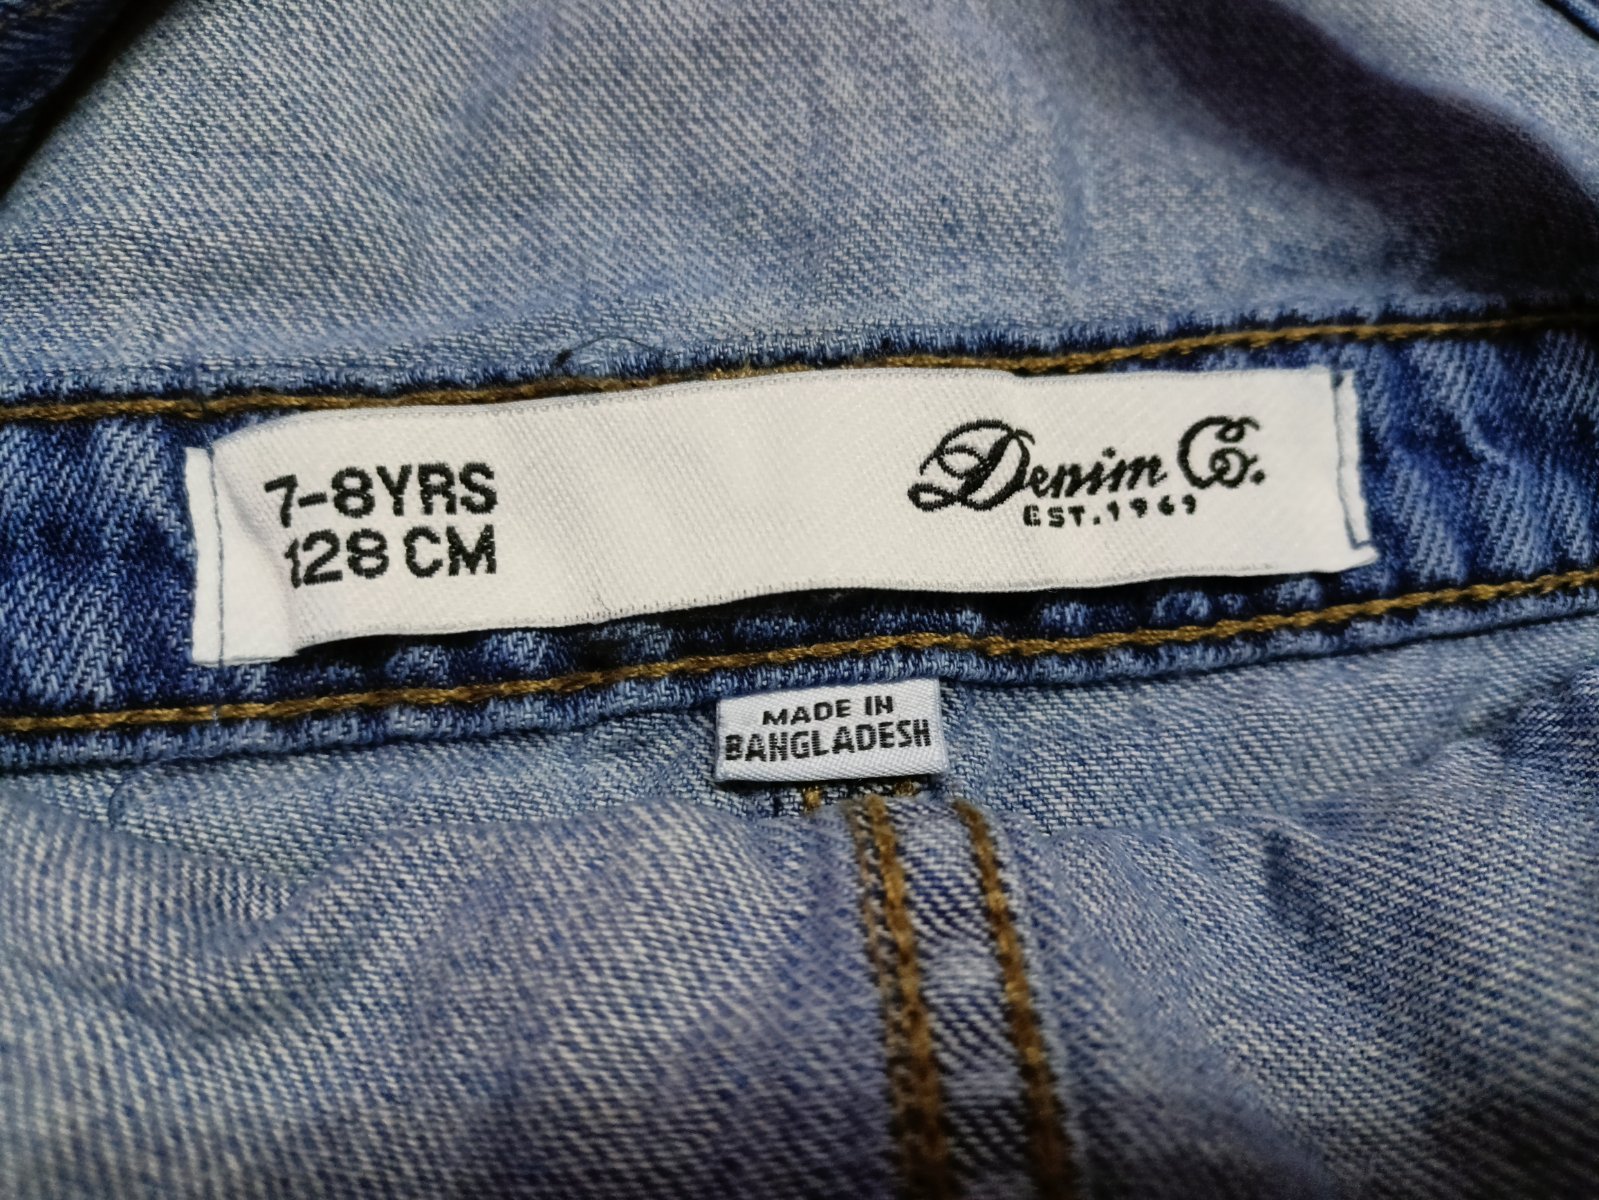 7-8YRS
128 CM
Denim Co.
EST. 1969
MADE IN
BANGLADESH